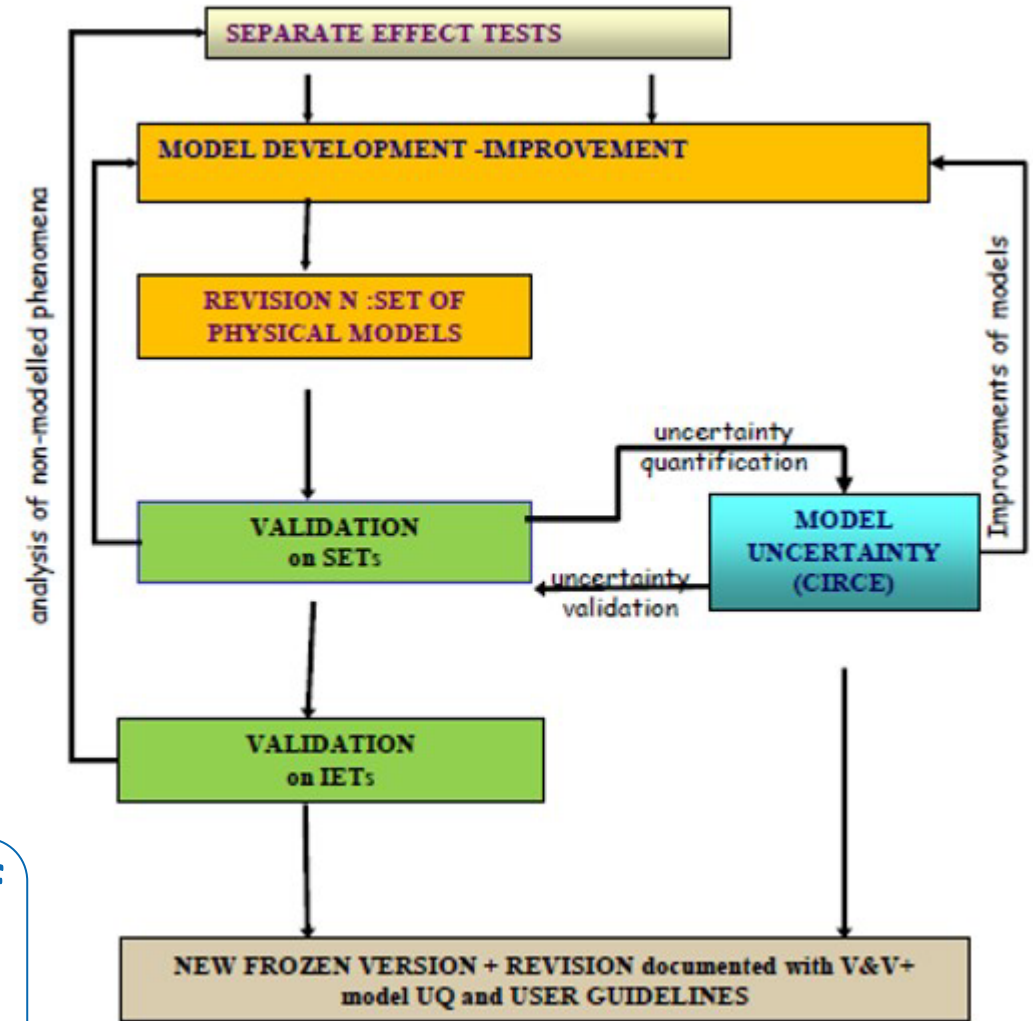 SEPARATE EFFECT TESTS
MODEL DEVELOPMENT -IMPROVEMENT
analysis of non-modelled phenomena
Improvements of models
REVISION N :SET OF
PHYSICAL MODELS
uncertainty
quantification
VALIDATION
on SETs
MODEL
UNCERTAINTY
(CIRCE)
uncertainty
validation
VALIDATION
on IETs
NEW FROZEN VERSION + REVISION documented with V&V+
model UQ and USER GUIDELINES